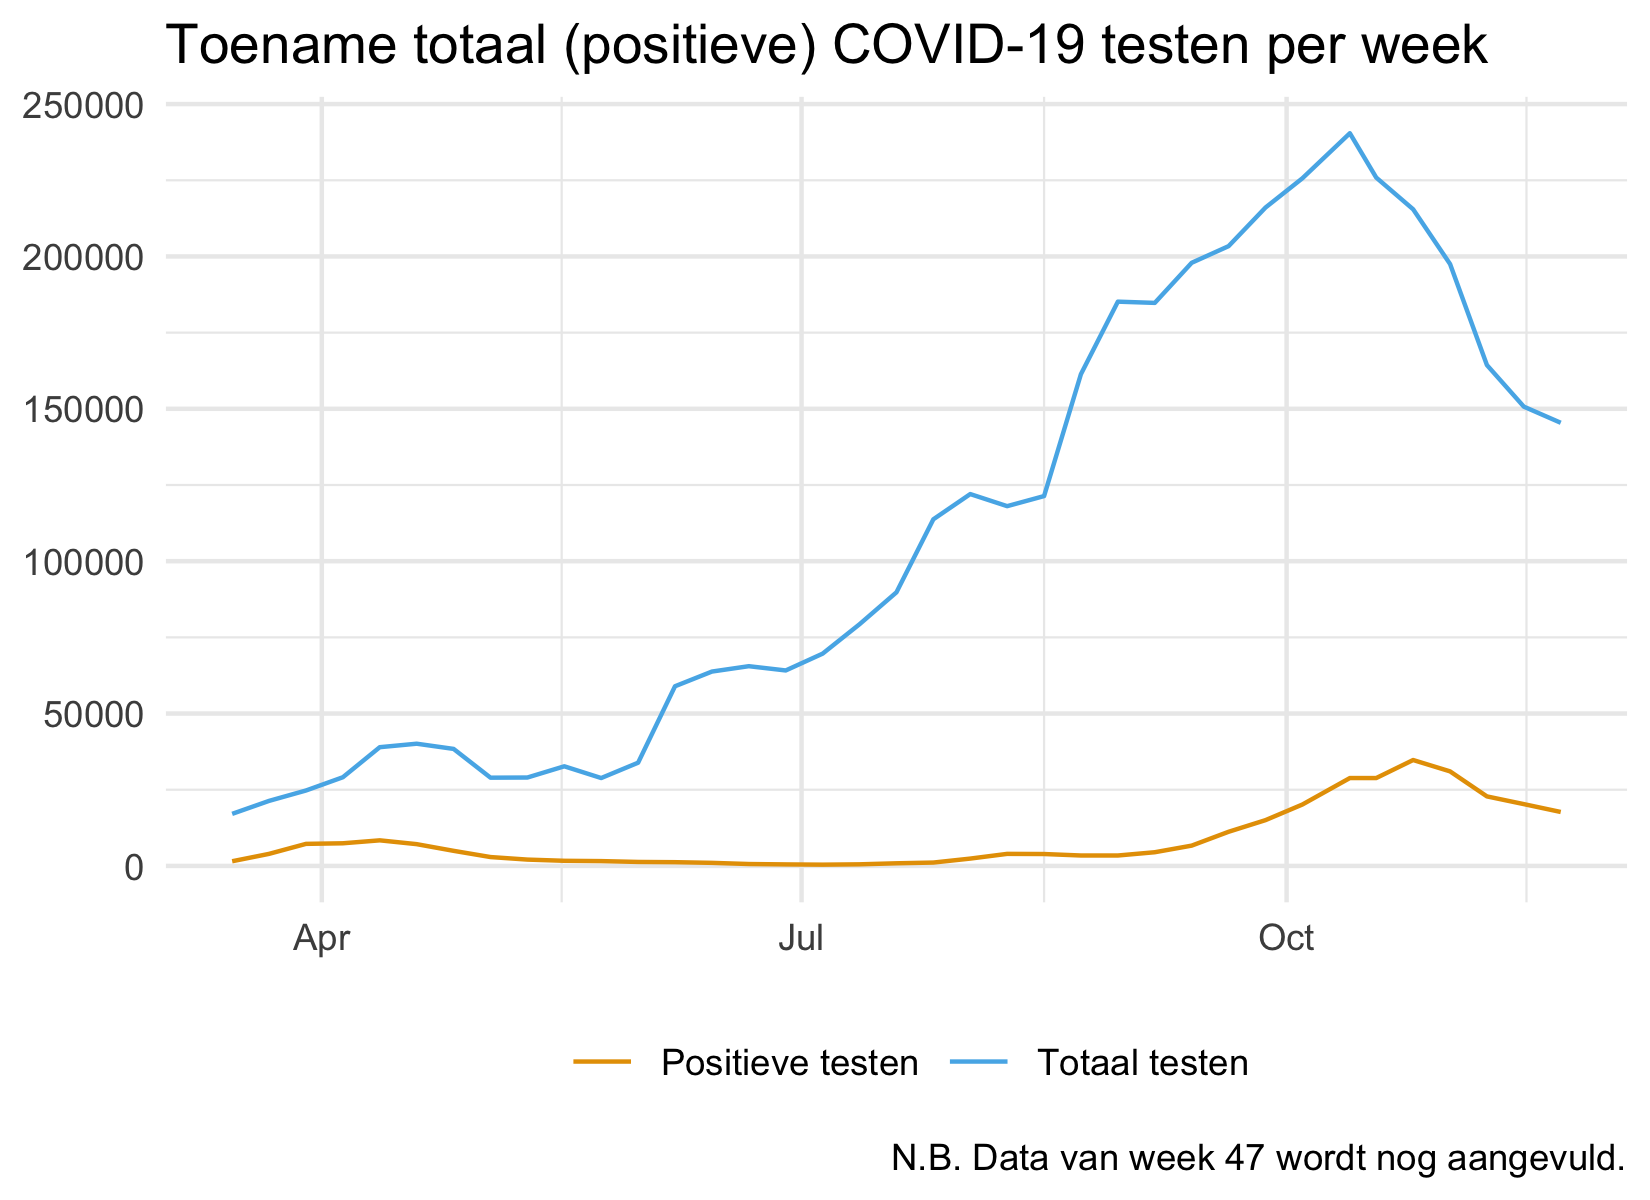 Toename totaal (positieve) COVID-19 testen per week
250000
200000
150000
100000
50000
0
Apr Jul Oct
Positieve testen Totaal testen
N.B. Data van week 47 wordt nog aangevuld.